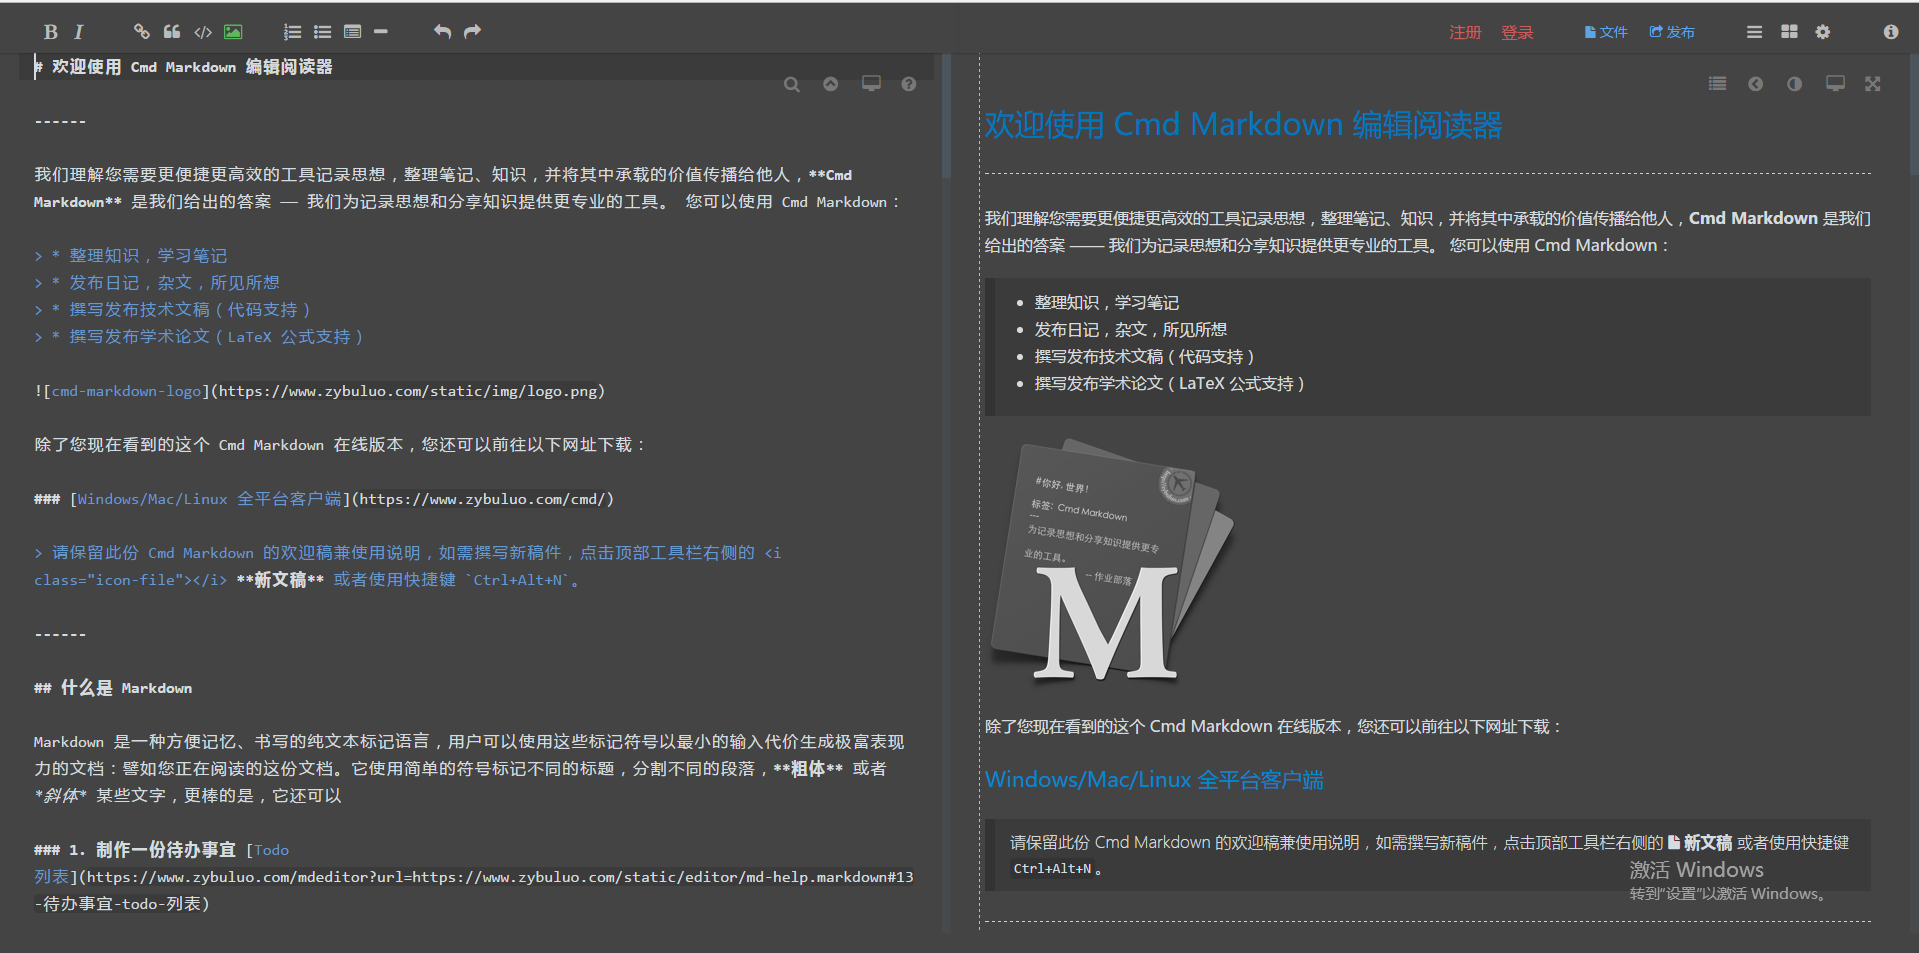 B I
注册 登录 文件 发布
# 欢迎使用 Cmd Markdown 编辑阅读器
------
我们理解您需要更便捷更高效的工具记录思想，整理笔记、知识，并将其中承载的价值传播给他人，**Cmd
Markdown** 是我们给出的答案 —— 我们为记录思想和分享知识提供更专业的工具。 您可以使用 Cmd Markdown：
> * 整理知识，学习笔记
> * 发布日记，杂文，所见所想
> * 撰写发布技术文稿（代码支持）
> * 撰写发布学术论文（LaTeX 公式支持）
![cmd-markdown-logo](https://www.zybuluo.com/static/img/logo.png)
除了您现在看到的这个 Cmd Markdown 在线版本，您还可以前往以下网址下载：
### [Windows/Mac/Linux 全平台客户端](https://www.zybuluo.com/cmd/)
> 请保留此份 Cmd Markdown 的欢迎稿兼使用说明，如需撰写新稿件，点击顶部工具栏右侧的 <i
class="icon-file"></i> **新文稿** 或者使用快捷键 `Ctrl+Alt+N`。
------
## 什么是 Markdown
Markdown 是一种方便记忆、书写的纯文本标记语言，用户可以使用这些标记符号以最小的输入代价生成极富表现
力的文档：譬如您正在阅读的这份文档。它使用简单的符号标记不同的标题，分割不同的段落，**粗体** 或者
*斜体* 某些文字，更棒的是，它还可以
### 1. 制作一份待办事宜 [Todo
列表](https://www.zybuluo.com/mdeditor?url=https://www.zybuluo.com/static/editor/md-help.markdown#13
-待办事宜-todo-列表)
欢迎使用 Cmd Markdown 编辑阅读器
我们理解您需要更便捷更高效的工具记录思想，整理笔记、知识，并将其中承载的价值传播给他人，Cmd Markdown 是我们
给出的答案 —— 我们为记录思想和分享知识提供更专业的工具。 您可以使用 Cmd Markdown：
• 整理知识，学习笔记
• 发布日记，杂文，所见所想
• 撰写发布技术文稿（代码支持）
• 撰写发布学术论文（LaTeX 公式支持）
#你好, 世界！
标签：Cmd Markdown
---
为记录思想和分享知识提供更专
业的工具。
-- 作业部落
M
除了您现在看到的这个 Cmd Markdown 在线版本，您还可以前往以下网址下载：
Windows/Mac/Linux 全平台客户端
请保留此份 Cmd Markdown 的欢迎稿兼使用说明，如需撰写新稿件，点击顶部工具栏右侧的 新文稿 或者使用快捷键
Ctrl+Alt+N。
激活 Windows
转到"设置"以激活 Windows。